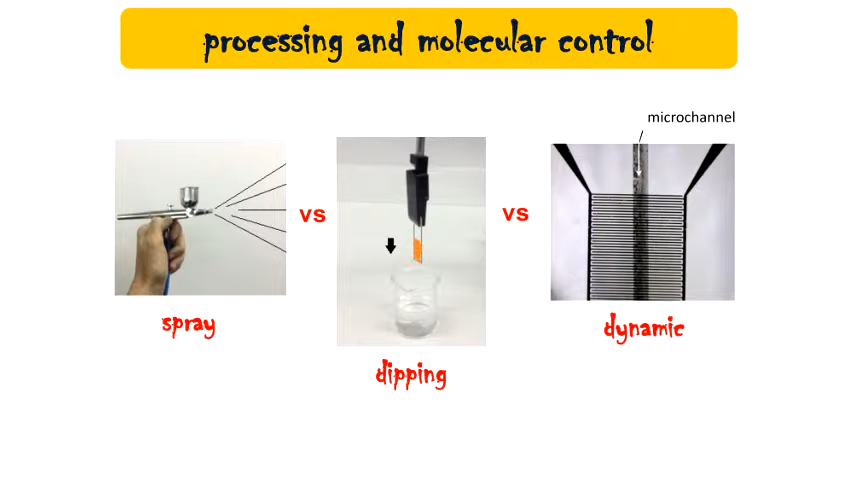 processing and molecular control
microchannel
vs
vs
spray
dynamic
dipping